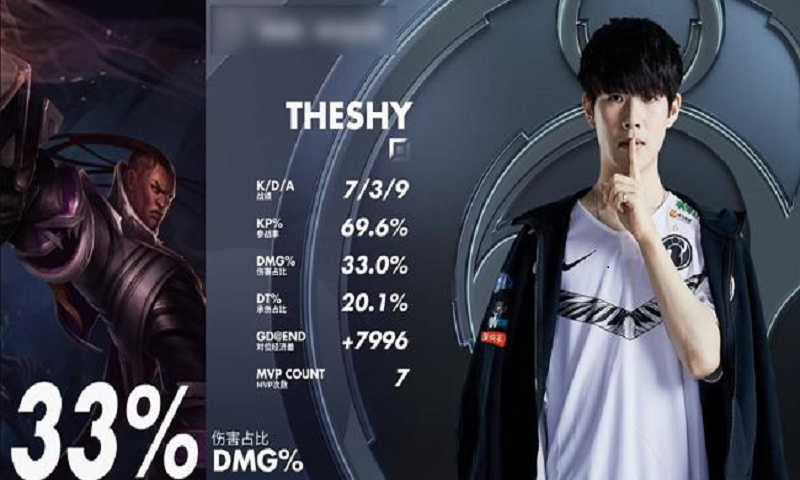 THESHY
K/D/A 7/3/9
战绩
KP% 69.6%
参战率
DMG% 33.0%
伤害占比
DT% 20.1%
承伤占比
GD@END +7996
对位经济差
MVP COUNT 7
MVP次数
33%
伤害占比
DMG%